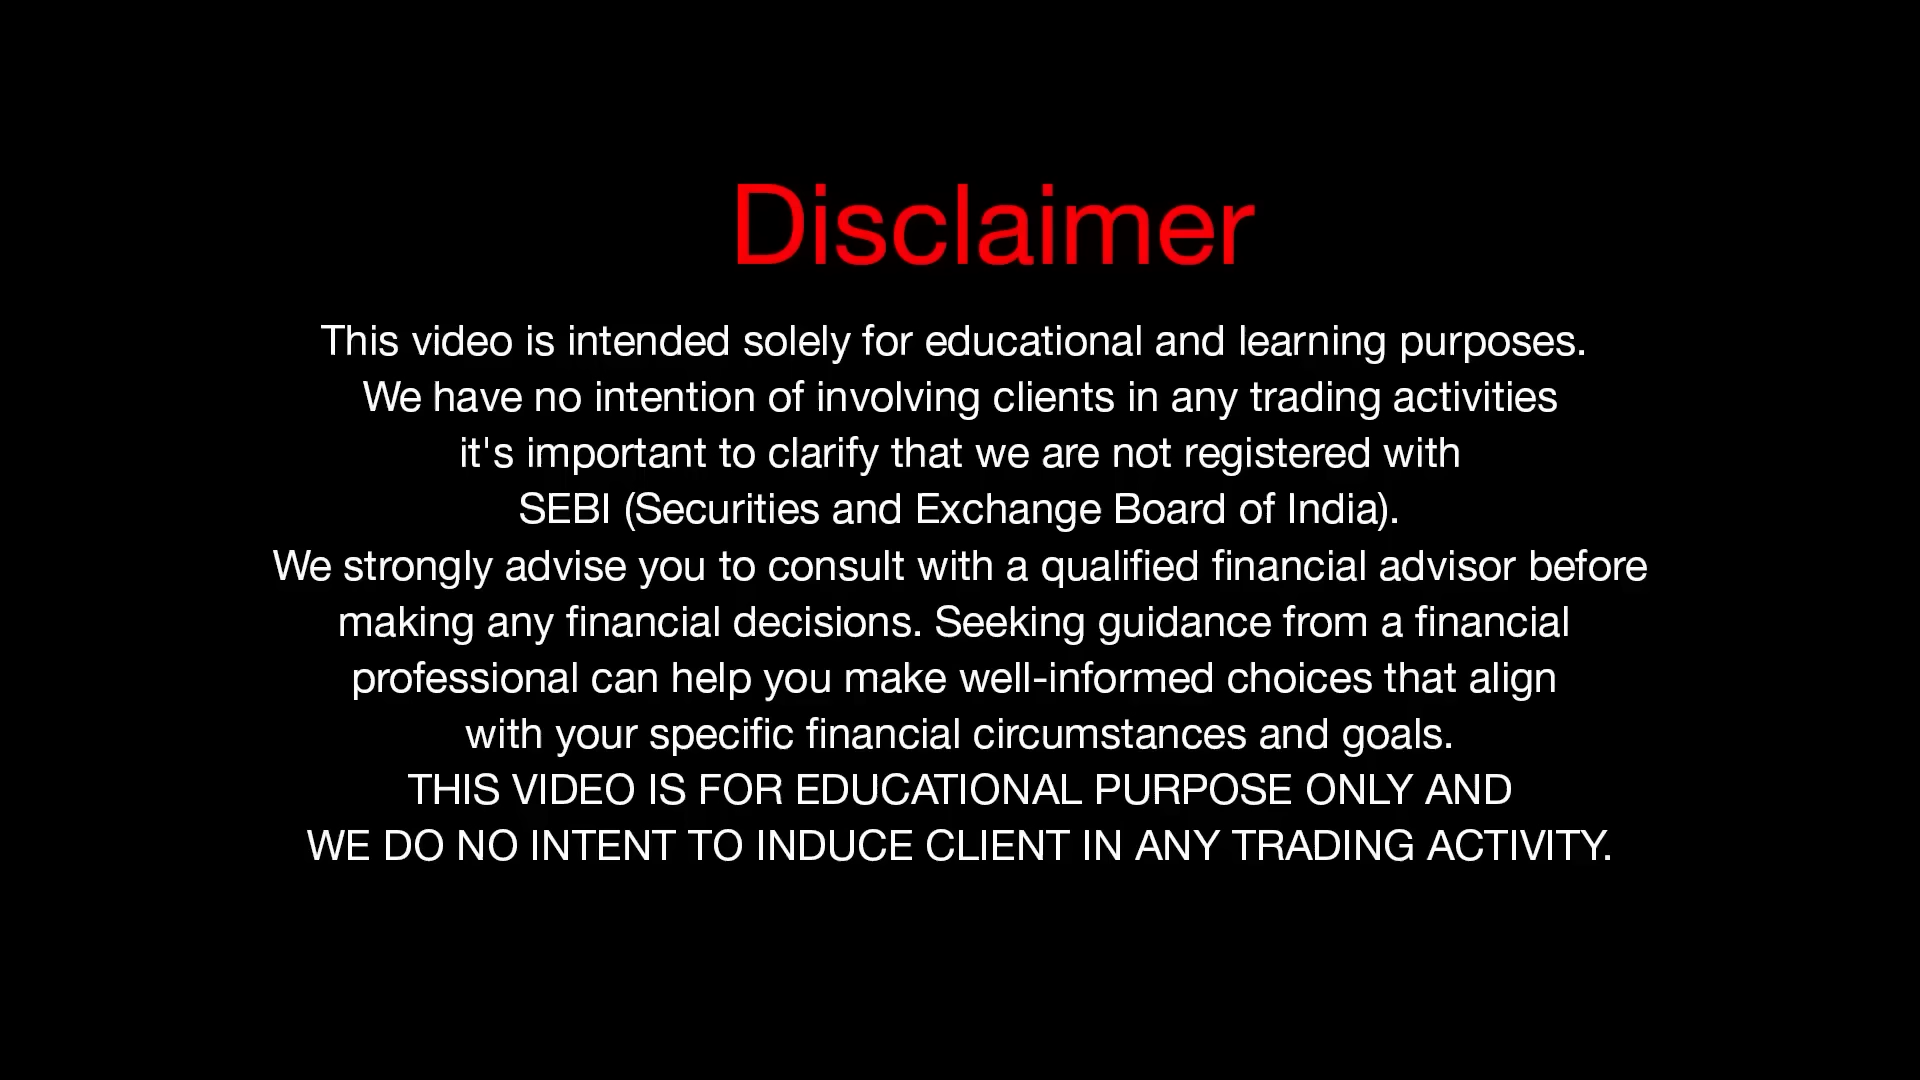 Disclaimer
This video is intended solely for educational and learning purposes.
We have no intention of involving clients in any trading activities
it's important to clarify that we are not registered with
SEBI (Securities and Exchange Board of India).
We strongly advise you to consult with a qualified financial advisor before
making any financial decisions. Seeking guidance from a financial
professional can help you make well-informed choices that align
with your specific financial circumstances and goals.
THIS VIDEO IS FOR EDUCATIONAL PURPOSE ONLY AND
WE DO NO INTENT TO INDUCE CLIENT IN ANY TRADING ACTIVITY.